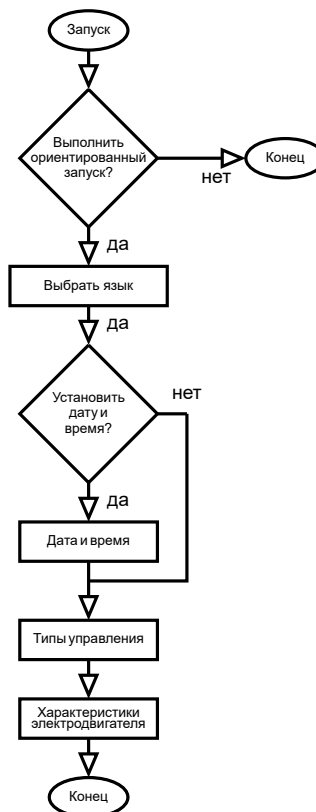 Запуск
Выполнить
ориентированный
запуск?
нет
Конец
да
Выбрать язык
да
Установить
дату и
время?
нет
да
Дата и время
Типы управления
Характеристики
электродвигателя
Конец